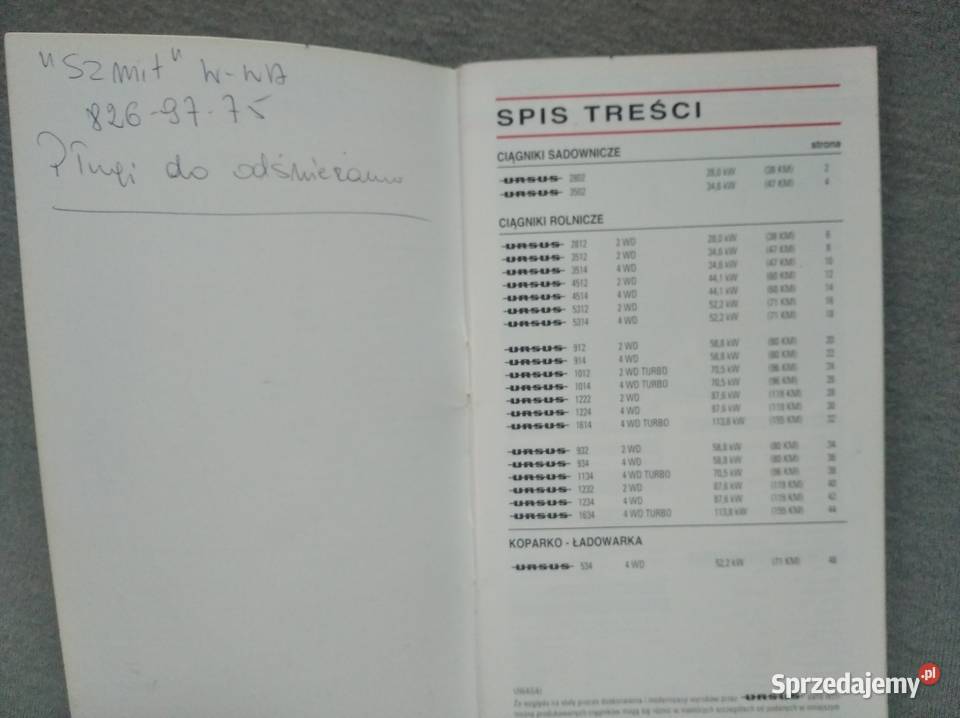 "Szmit" W-WA
826-97-75
Pługi do odśnieżania
SPIS TREŚCI
strona
CIĄGNIKI SADOWNICZE
URSUS 2802 28,0 kW (38 KM) 2
URSUS 3502 34,6 kW (47 KM) 4
CIĄGNIKI ROLNICZE
URSUS 2812 2 WD 28,0 kW (38 KM) 6
URSUS 3512 2 WD 34,6 kW (47 KM) 8
URSUS 3514 4 WD 34,6 kW (47 KM) 10
URSUS 4512 2 WD 44,1 kW (60 KM) 12
URSUS 4514 4 WD 44,1 kW (60 KM) 14
URSUS 5312 2 WD 52,2 kW (71 KM) 16
URSUS 5314 4 WD 52,2 kW (71 KM) 18
URSUS 912 2 WD 58,8 kW (80 KM) 20
URSUS 914 4 WD 58,8 kW (80 KM) 22
URSUS 1012 2 WD TURBO 70,5 kW (96 KM) 24
URSUS 1014 4 WD TURBO 70,5 kW (96 KM) 26
URSUS 1222 2 WD 87,6 kW (119 KM) 28
URSUS 1224 4 WD 87,6 kW (119 KM) 30
URSUS 1614 4 WD TURBO 113,8 kW (155 KM) 32
URSUS 932 2 WD 58,8 kW (80 KM) 34
URSUS 934 4 WD 58,8 kW (80 KM) 36
URSUS 1134 4 WD TURBO 70,5 kW (96 KM) 38
URSUS 1232 2 WD 87,6 kW (119 KM) 40
URSUS 1234 4 WD 87,6 kW (119 KM) 42
URSUS 1634 4 WD TURBO 113,8 kW (155 KM) 44
KOPARKO - ŁADOWARKA
URSUS 534 4 WD 52,2 kW (71 KM) 46
UWAGA!
Ze względu na stały proces doskonalenia URSUS
Sprzedajemy.pl